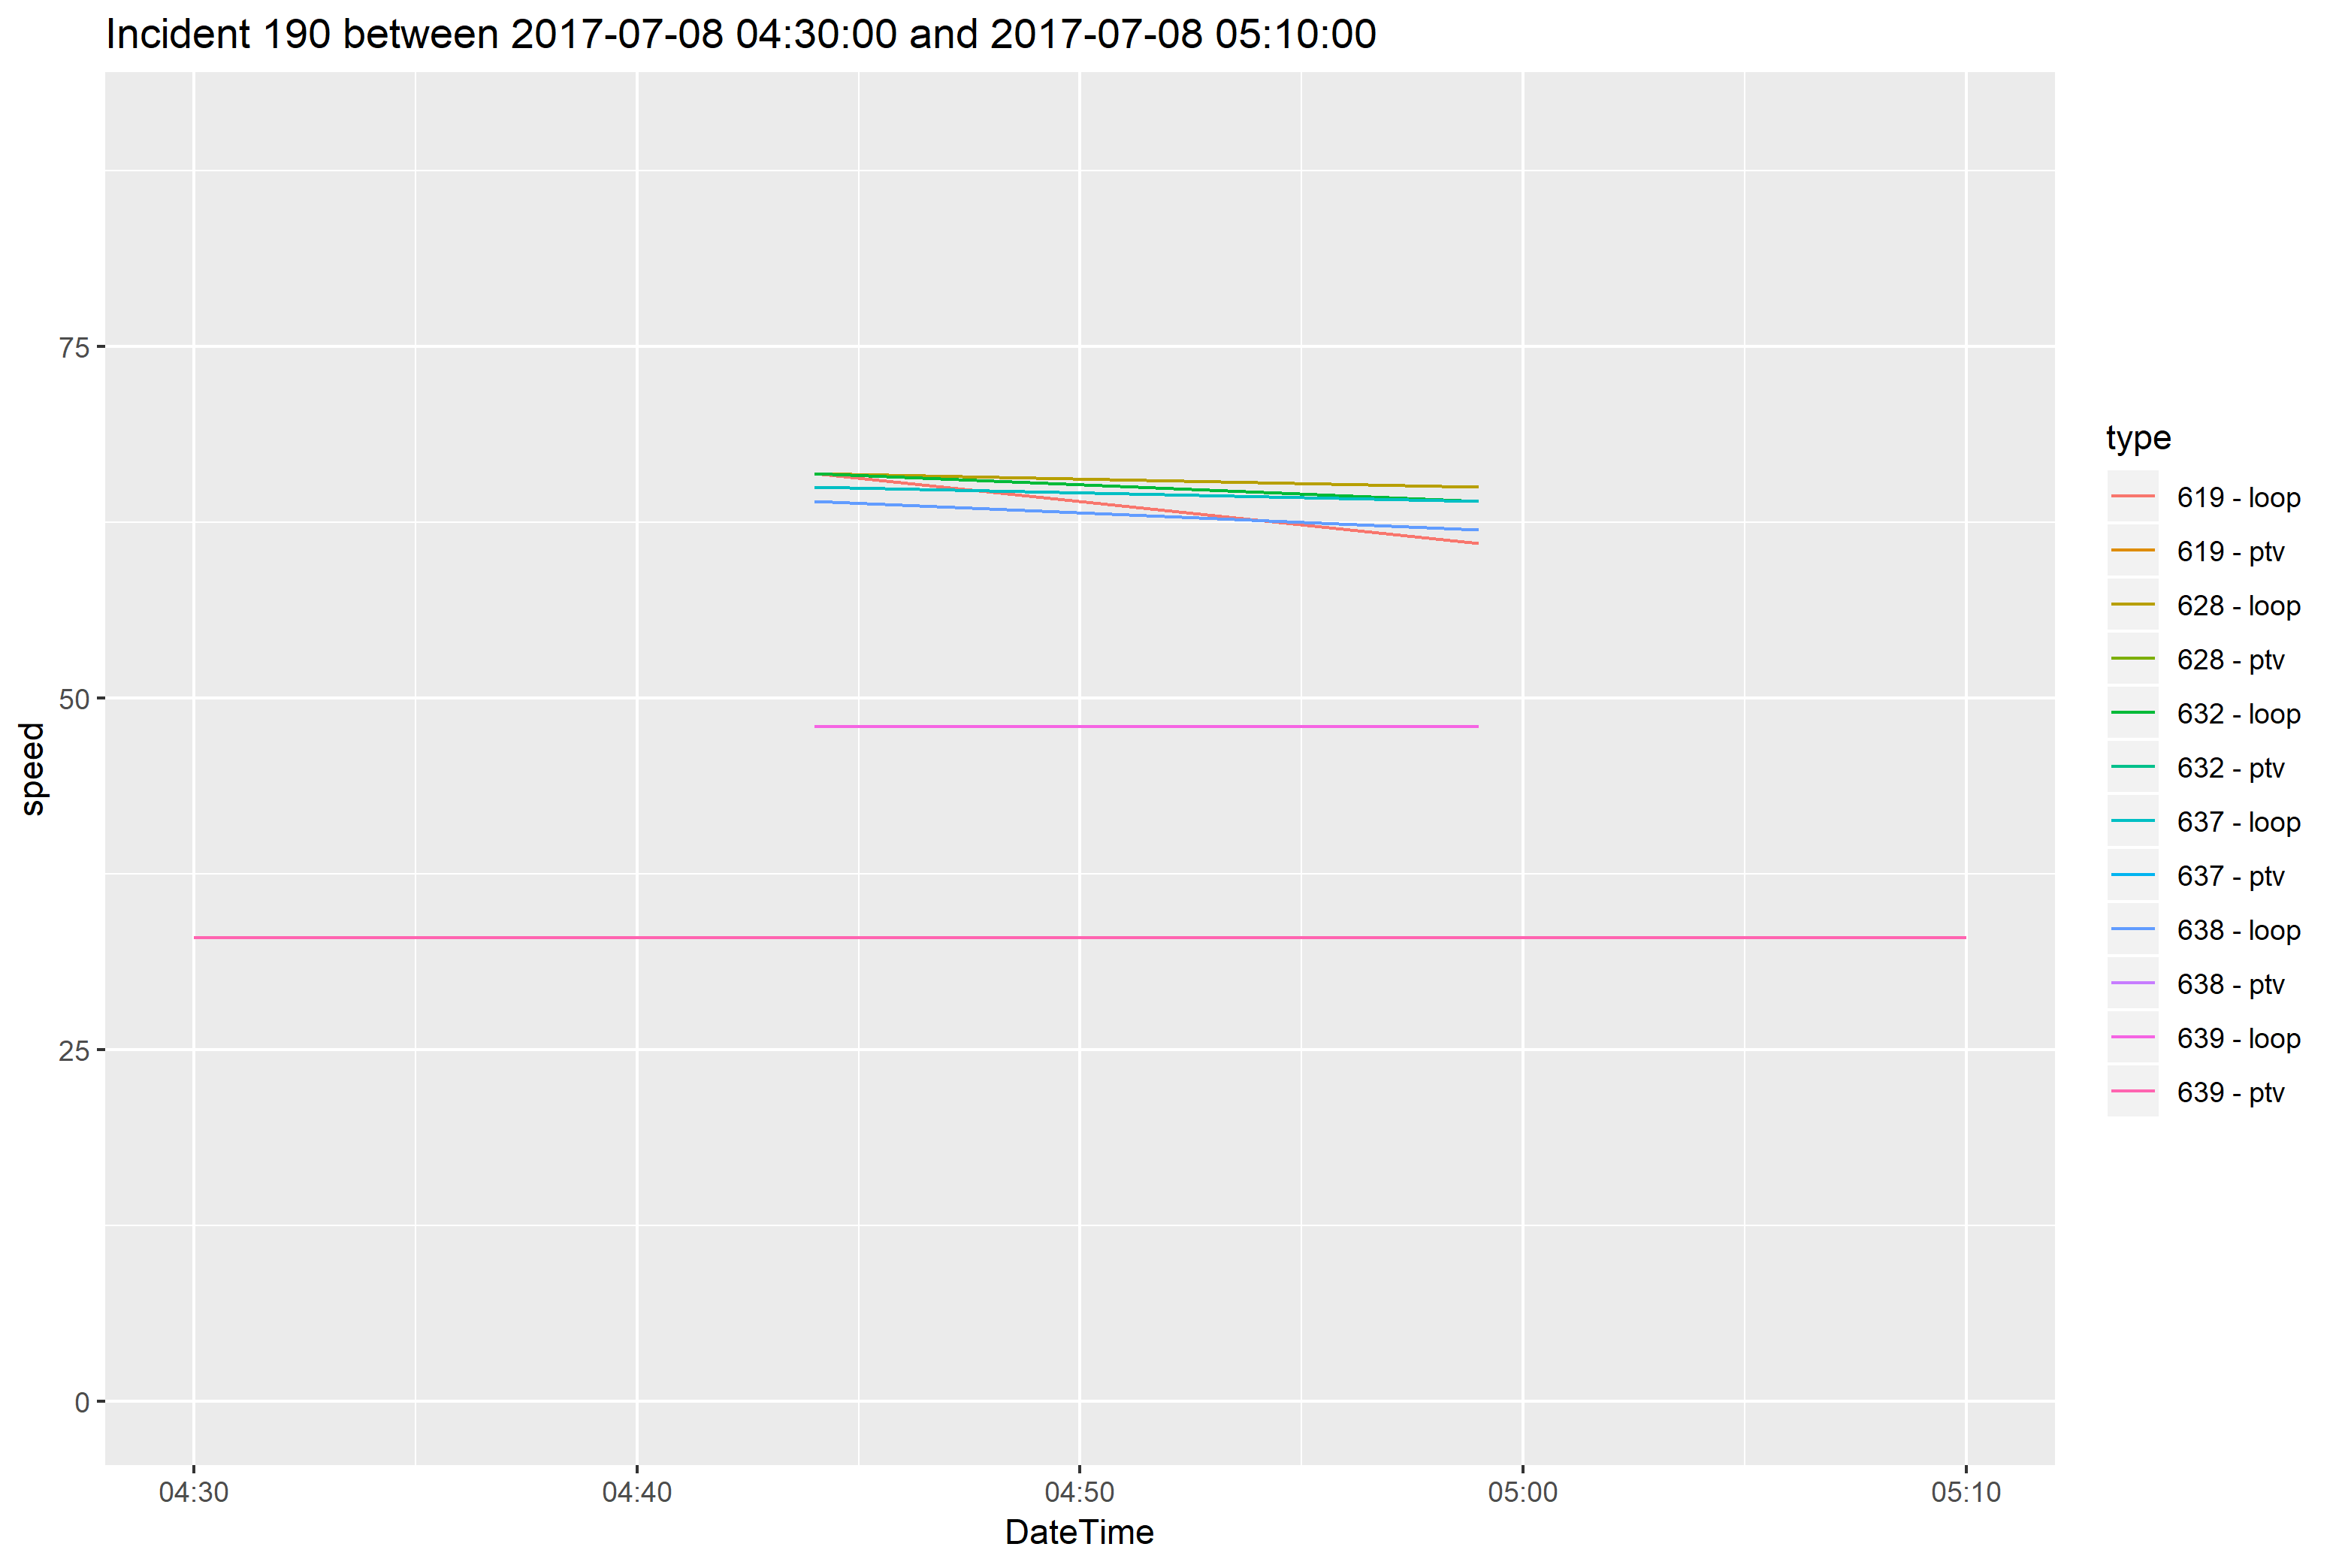 Incident 190 between 2017-07-08 04:30:00 and 2017-07-08 05:10:00
speed
75
50
25
0
04:30
04:40
04:50
05:00
05:10
DateTime
type
619 - loop
619 - ptv
628 - loop
628 - ptv
632 - loop
632 - ptv
637 - loop
637 - ptv
638 - loop
638 - ptv
639 - loop
639 - ptv